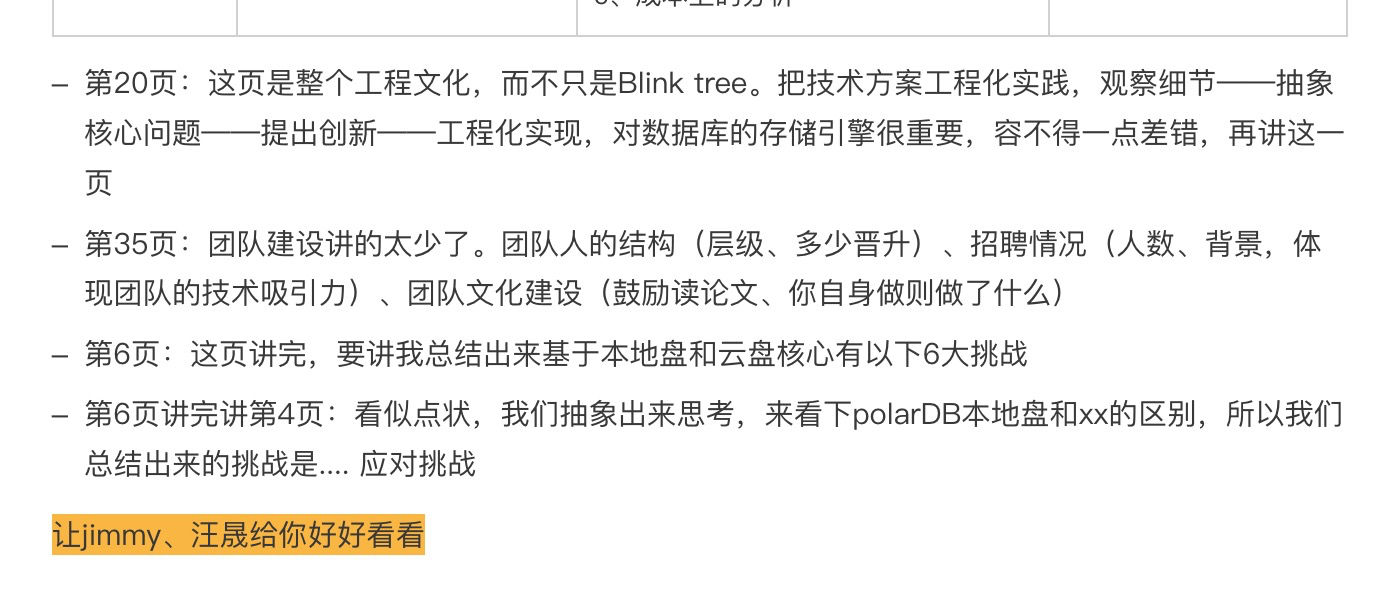 – 第20页：这页是整个工程文化，而不只是Blink tree。把技术方案工程化实践，观察细节——抽象
核心问题——提出创新——工程化实现，对数据库的存储引擎很重要，容不得一点差错，再讲这一
页
– 第35页：团队建设讲的太少了。团队人的结构（层级、多少晋升）、招聘情况（人数、背景，体
现团队的技术吸引力）、团队文化建设（鼓励读论文、你自身做则做了什么）
– 第6页：这页讲完，要讲我总结出来基于本地盘和云盘核心有以下6大挑战
– 第6页讲完讲第4页：看似点状，我们抽象出来思考，来看下polarDB本地盘和xx的区别，所以我们
总结出来的挑战是.... 应对挑战
让jimmy、汪晟给你好好看看